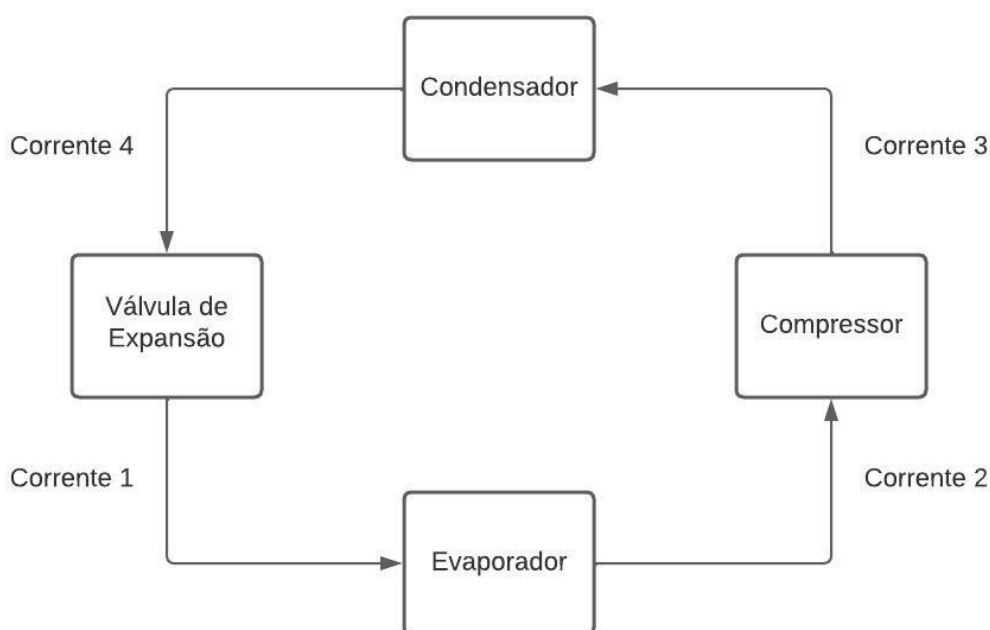 Condensador
Corrente 4
Corrente 3
Válvula de
Expansão
Compressor
Corrente 1
Corrente 2
Evaporador